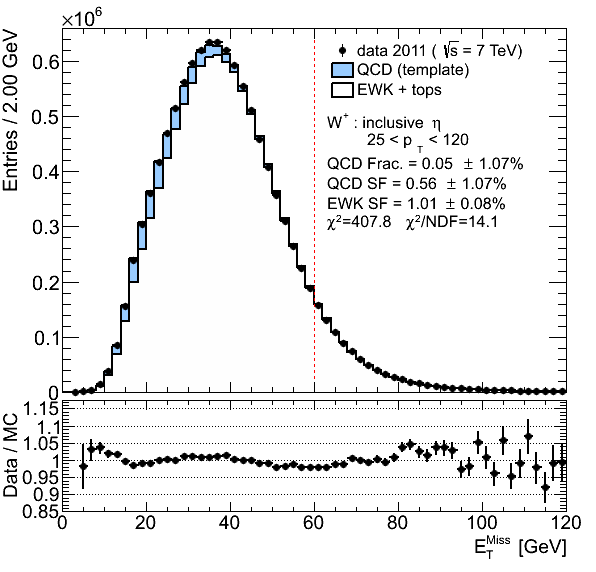 ×10⁶
Entries / 2.00 GeV
0.6
0.5
0.4
0.3
0.2
0.1
0
data 2011 ( √s = 7 TeV)
QCD (template)
EWK + tops
W⁺ : inclusive η
25 < p_T < 120
QCD Frac. = 0.05 ± 1.07%
QCD SF = 0.56 ± 1.07%
EWK SF = 1.01 ± 0.08%
χ²=407.8 χ²/NDF=14.1
Data / MC
1.15
1.1
1.05
1
0.95
0.9
0.85
0 20 40 60 80 100 120
E_T^Miss [GeV]